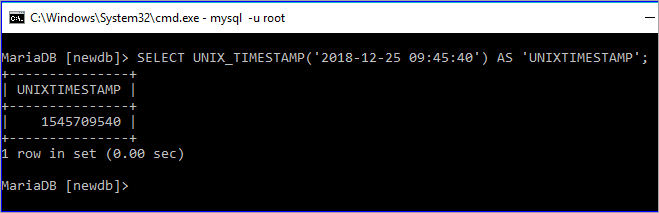 C:\Windows\System32\cmd.exe - mysql  -u root
MariaDB [newdb]> SELECT UNIX_TIMESTAMP('2018-12-25 09:45:40') AS 'UNIXTIMESTAMP';
+---------------+
| UNIXTIMESTAMP |
+---------------+
|    1545709540 |
+---------------+
1 row in set (0.00 sec)
MariaDB [newdb]>